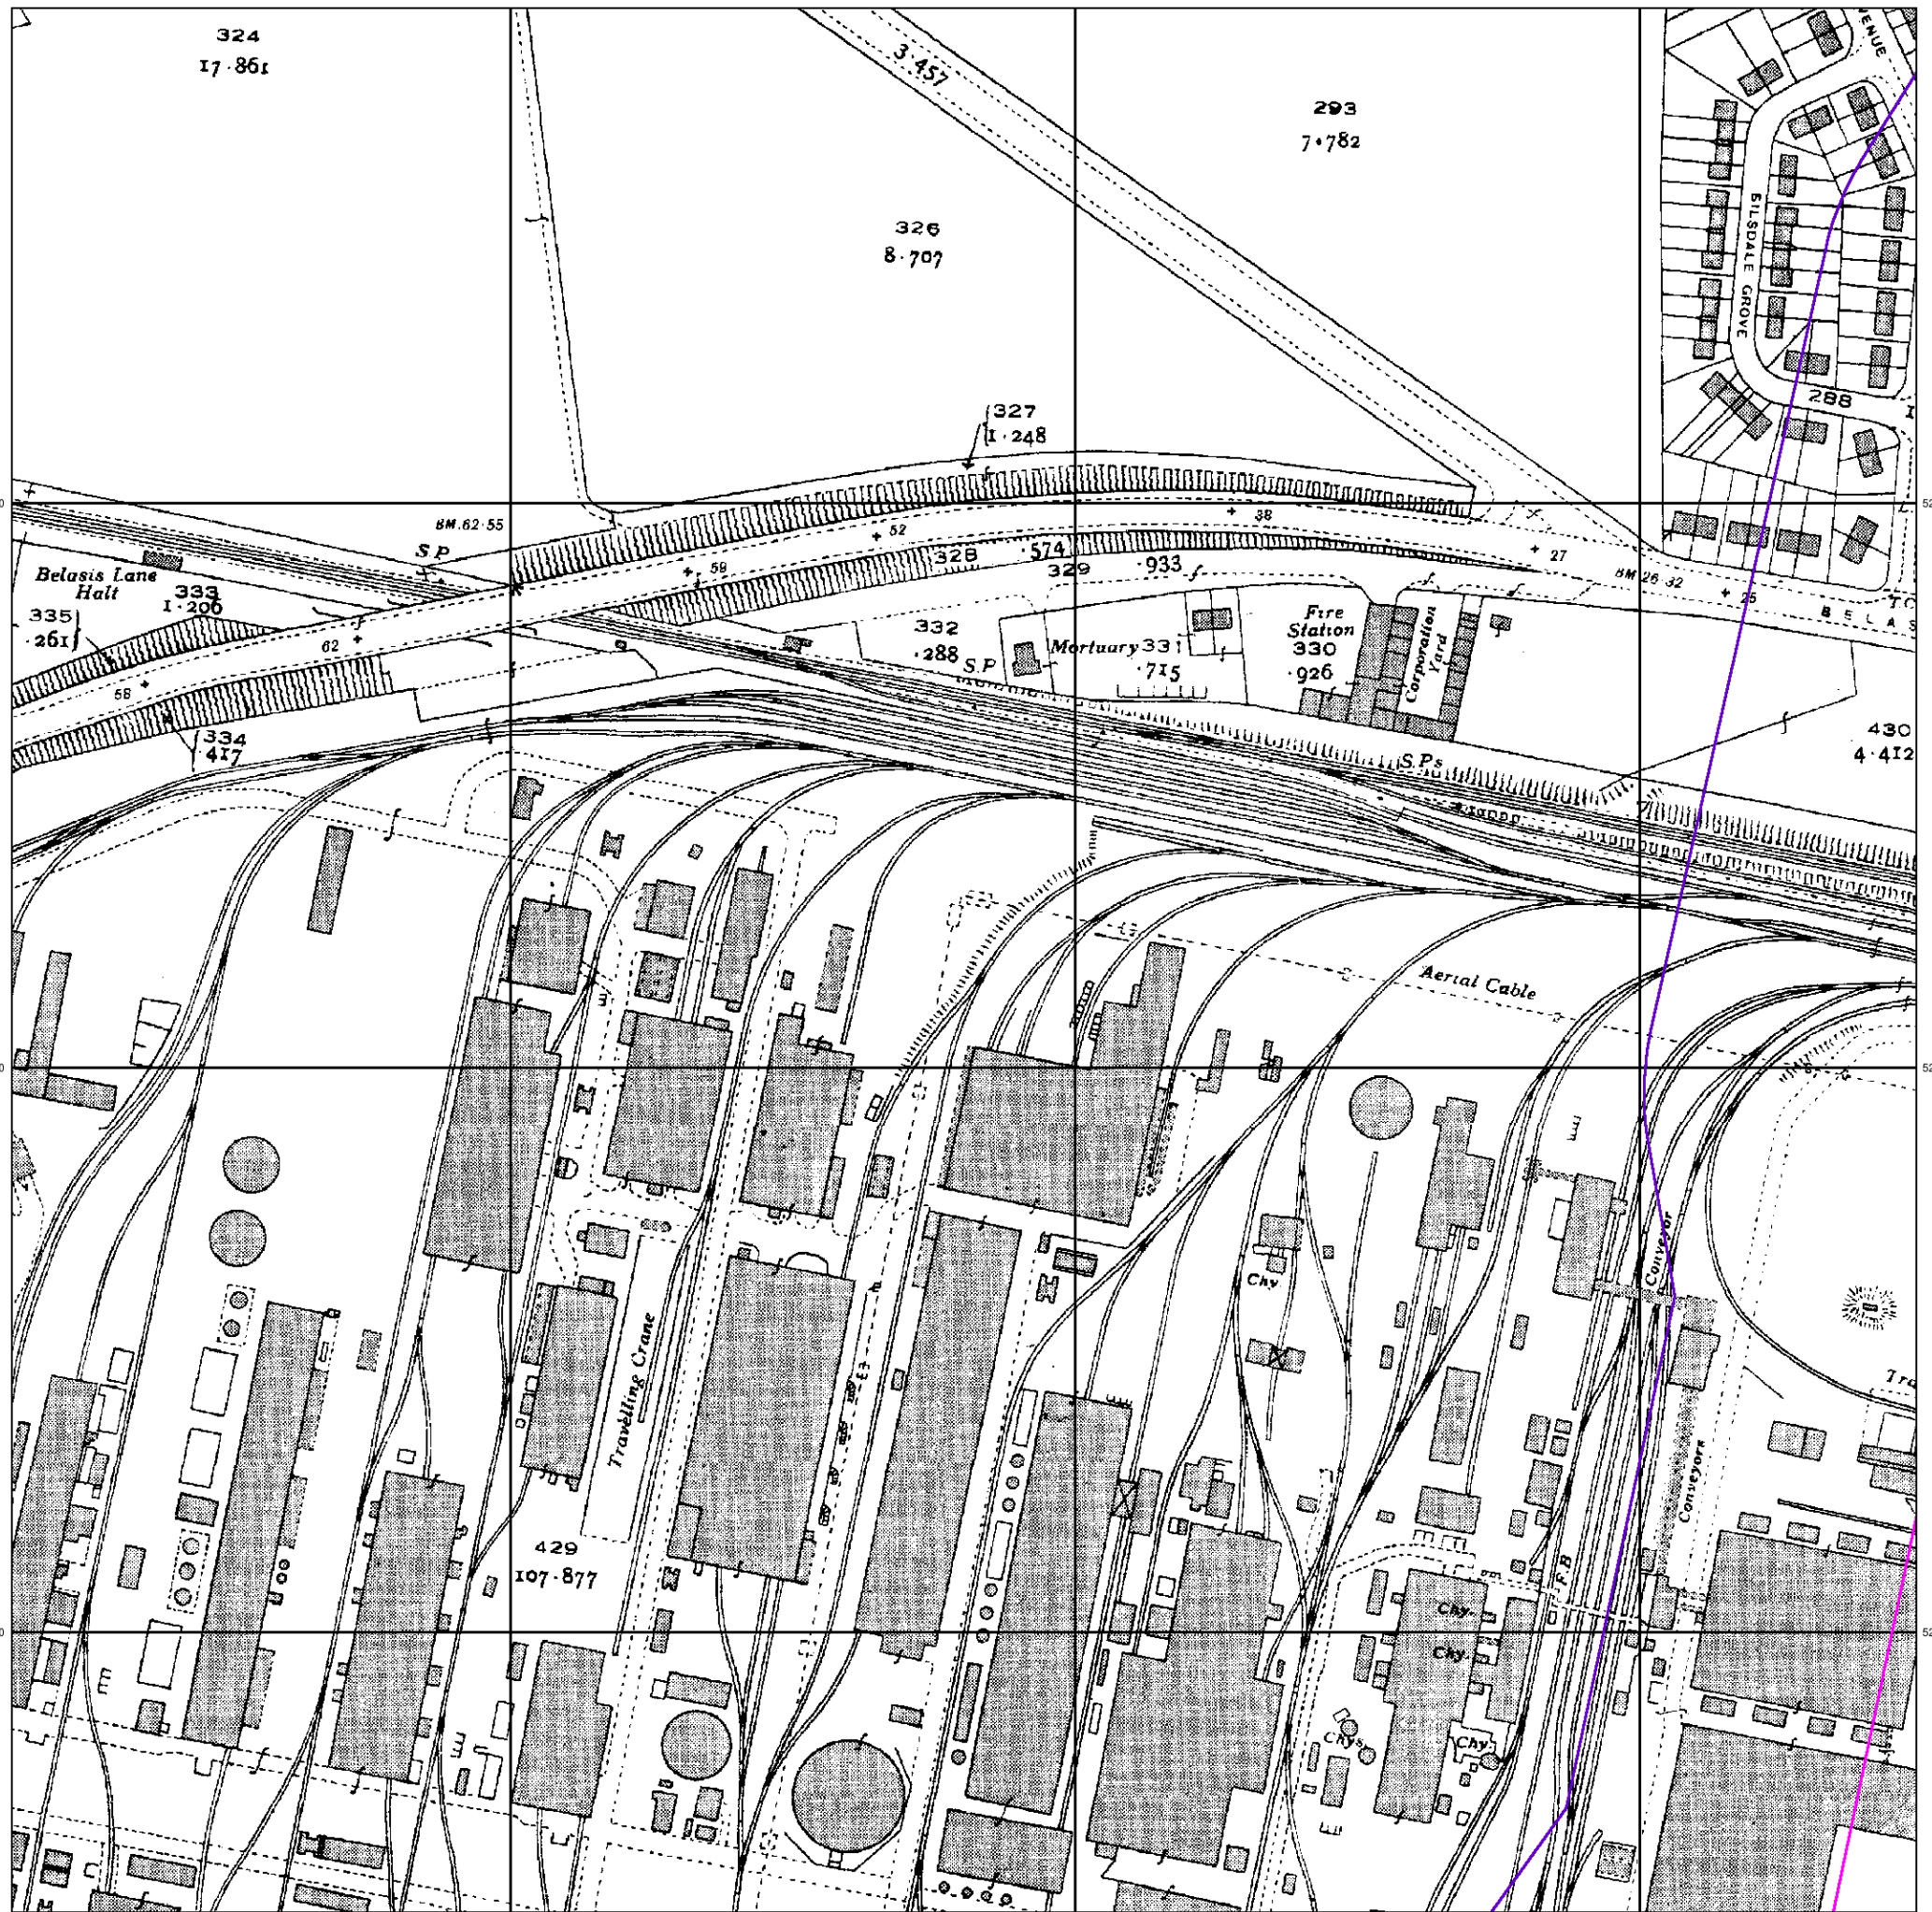 324
17·861
3·457
293
7·782
326
8·707
BILSDALE GROVE
288
327
1·248
BM.62·55
S.P
52
38
27
BM 26·32
25
59
328
·574
329
·933
Belasis Lane
Halt
333
1·206
335
·261
62
58
334
·417
332
·288
S.P
Mortuary
331
·715
Fire
Station
330
·926
Corporation
Yard
S.Ps
430
4·412
Aerial Cable
Conveyor
Chy
Travelling Crane
Conveyors
429
107·877
F.B
Chy.
Chy.
Chys
Chy.